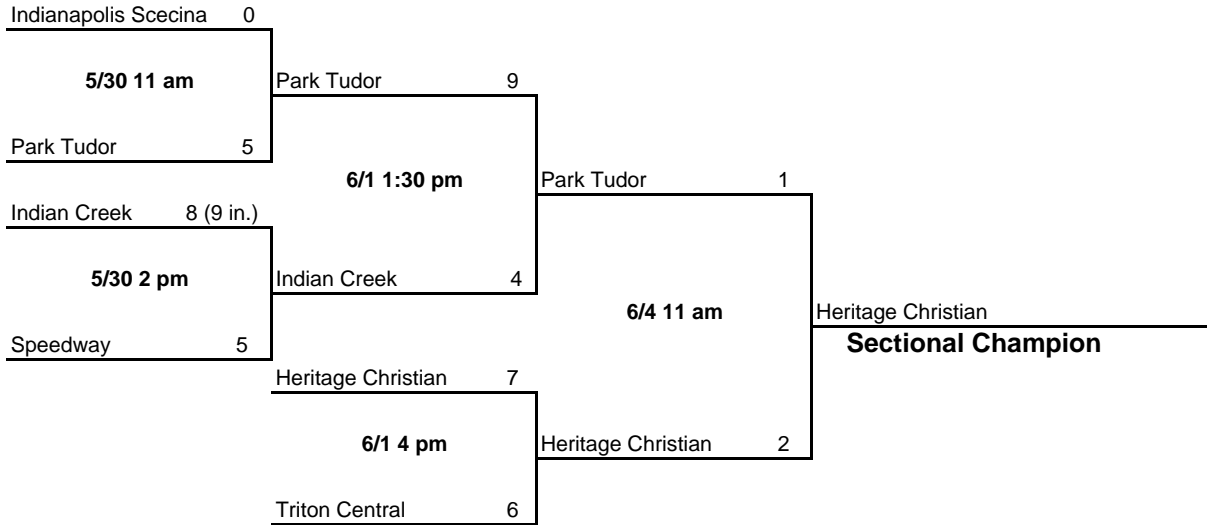 Indianapolis Scecina 0
5/30 11 am
Park Tudor 9
Park Tudor 5
6/1 1:30 pm
Park Tudor 1
Indian Creek 8 (9 in.)
5/30 2 pm
Indian Creek 4
6/4 11 am
Heritage Christian
Speedway 5
Sectional Champion
Heritage Christian 7
6/1 4 pm
Heritage Christian 2
Triton Central 6